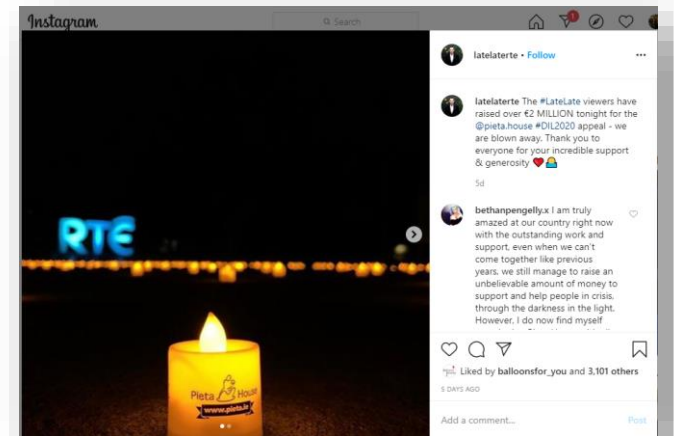 Instagram
Search
1
latelaterte • Follow
...
latelaterte The #LateLate viewers have
raised over €2 MILLION tonight for the
@pieta.house #DIL2020 appeal - we
are blown away. Thank you to
everyone for your incredible support
& generosity
5d
bethanpengelly.x I am truly
amazed at our country right now
with the outstanding work and
support, even when we can't
come together like previous
years, we still manage to raise an
unbelievable amount of money to
support and help people in crisis,
through the darkness in the light.
However, I do now find myself
RTÉ
Pieta House
www.pieta.ie
Liked by balloonsfor_you and 3,101 others
5 DAYS AGO
Add a comment...
Post